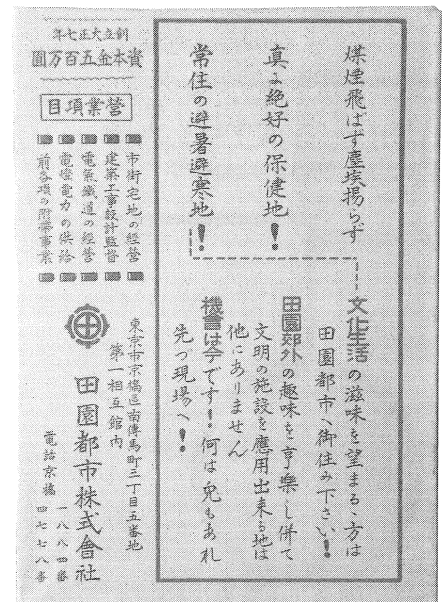 煤煙飛ばず塵埃揚らず
真に絶好の保健地!
常住の避暑避寒地!
文化生活の滋味を望まるゝ方は
田園都市へ御住み下さい!
田園郊外の趣味を享樂し併て
文明の施設を應用出来る地は
他にありません
機會は今です!何は兎もあれ
先づ現場へ!
創立大正七年
資本金五百万圓
營業項目
市街宅地の経營
建築工事設計監督
電氣鐵道の経營
電燈電力の供給
前各項の附帯事業
東京市京橋區南傳馬町三丁目五番地
第一相互館内
田園都市株式會社
電話京橋
一八八四番
四七七八番